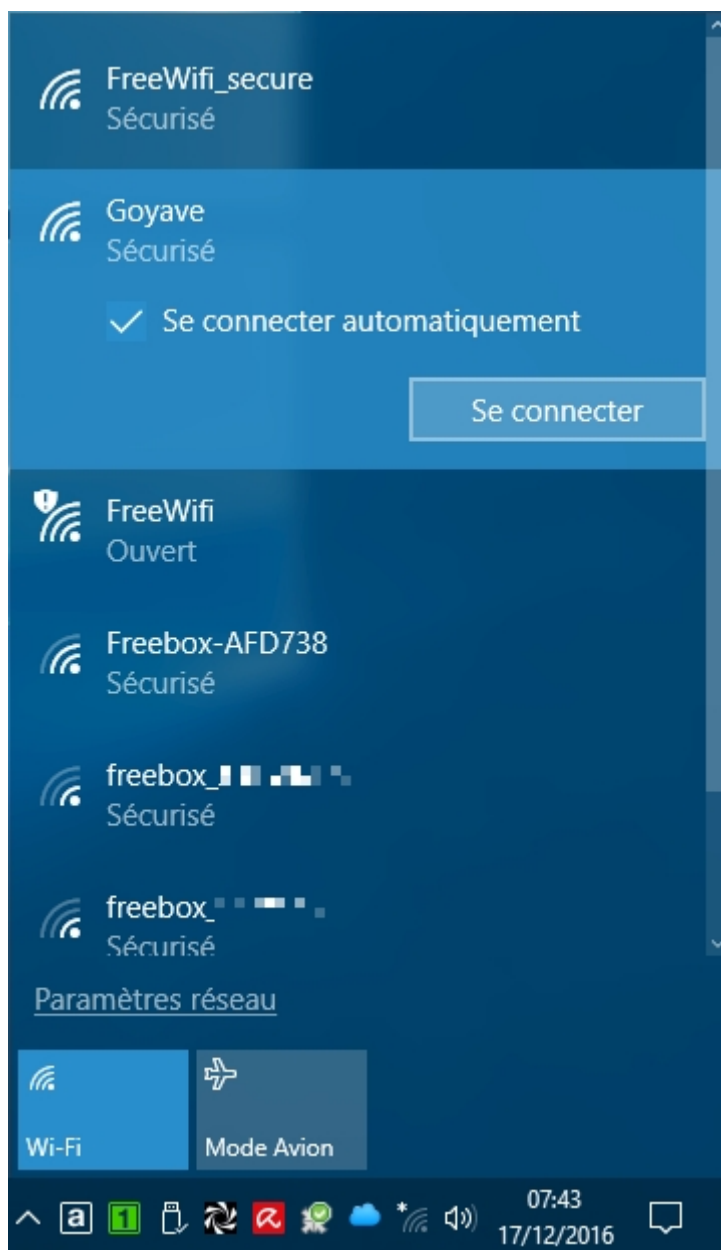 FreeWifi_secure
Sécurisé
Goyave
Sécurisé
Se connecter automatiquement
Se connecter
FreeWifi
Ouvert
Freebox-AFD738
Sécurisé
freebox_
Sécurisé
freebox_
Sécurisé
Paramètres réseau
Wi-Fi
Mode Avion
a
1
07:43
17/12/2016